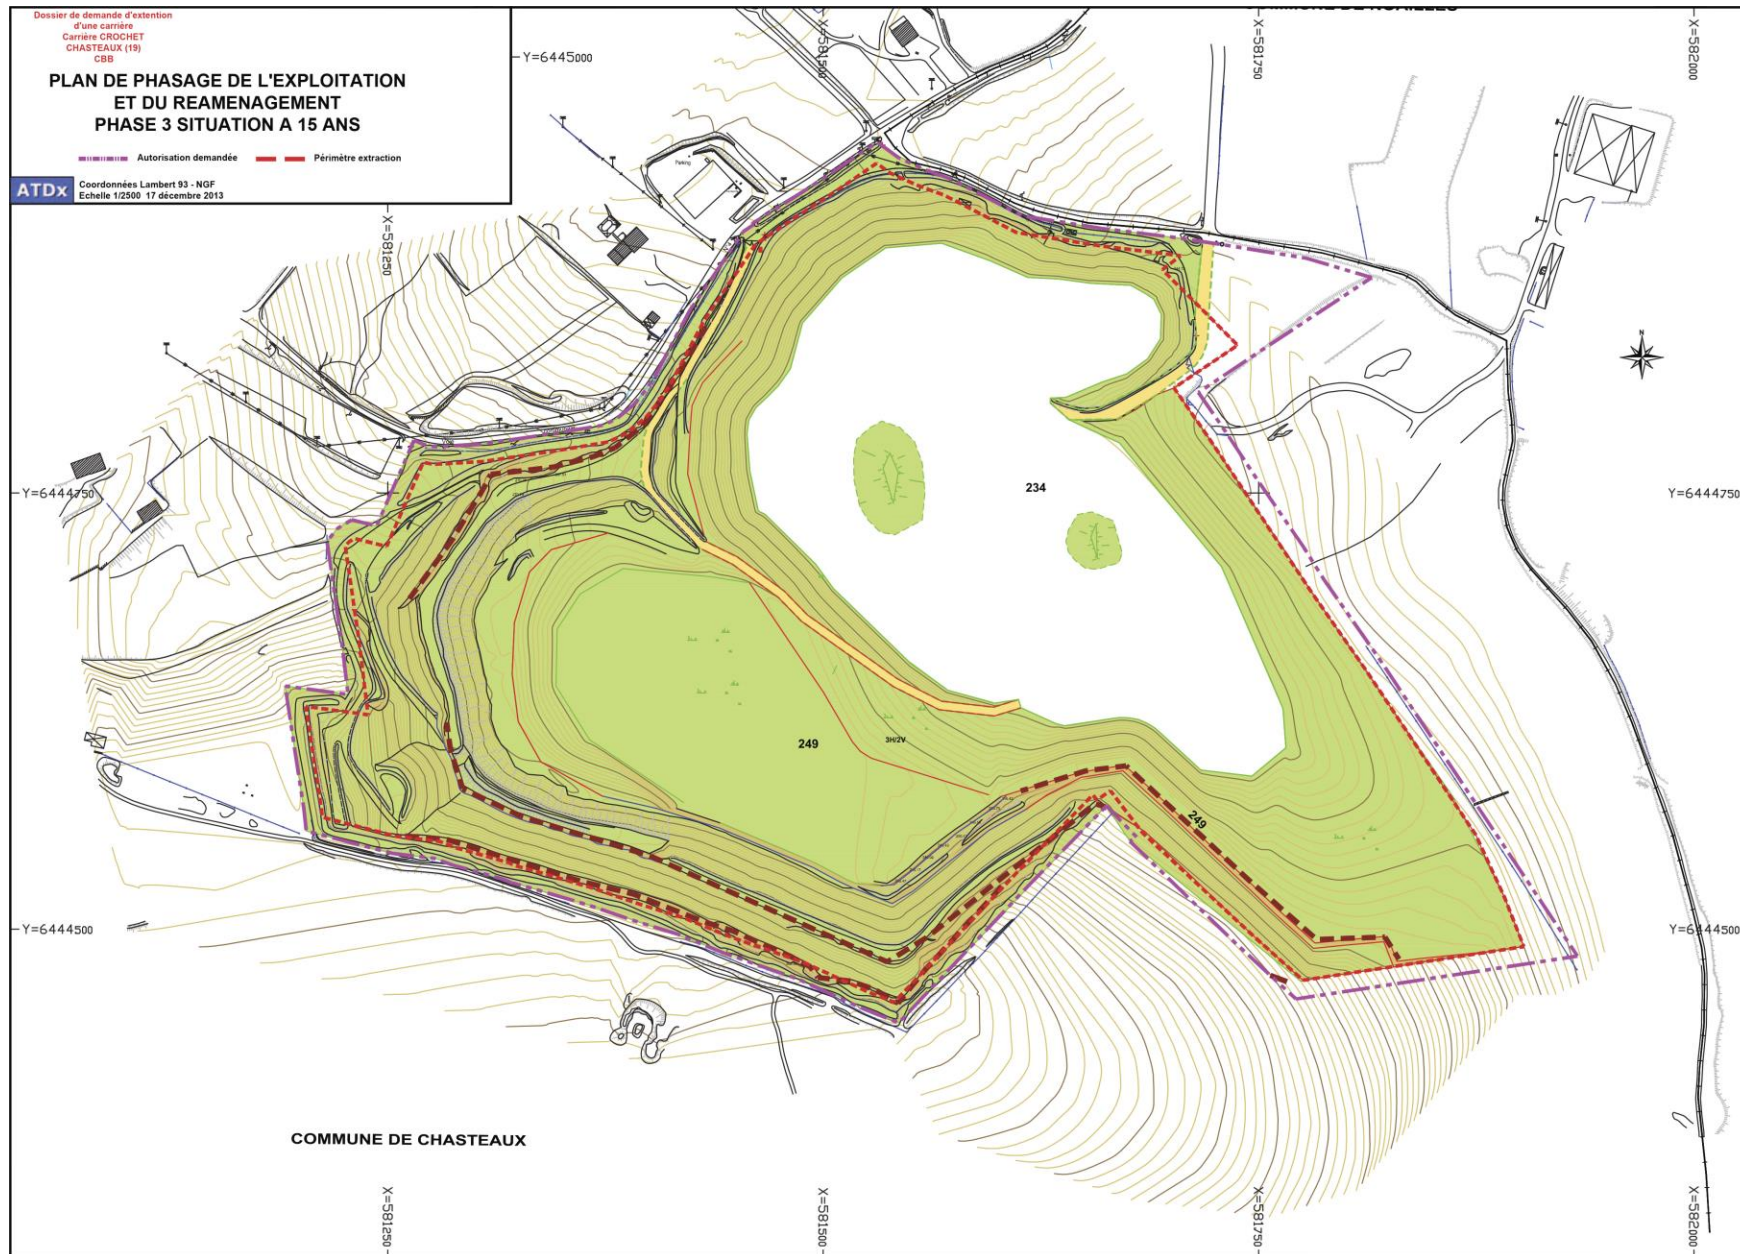 Dossier de demande d'extention
d'une carrière
Carrière CROCHET
CHASTEAUX (19)
CBB
PLAN DE PHASAGE DE L'EXPLOITATION
ET DU REAMENAGEMENT
PHASE 3 SITUATION A 15 ANS
Autorisation demandée
Périmètre extraction
ATDx
Coordonnées Lambert 93 - NGF
Echelle 1/2500 17 décembre 2013
Y=6445000
X=581500
X=581750
X=582000
X=581250
Parking
N
Y=6444750
234
Y=6444750
249
3H/2V
249
Y=6444500
Y=6444500
COMMUNE DE CHASTEAUX
X=581250
X=581500
X=581750
X=582000